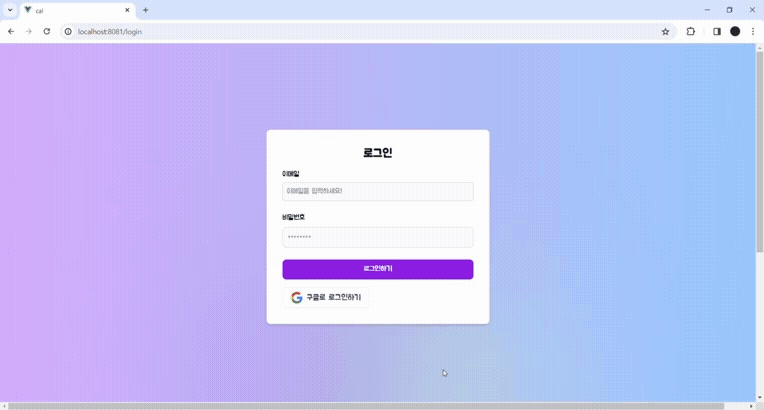 cal
localhost:8081/login
로그인
이메일
이메일을 입력하세요!
비밀번호
로그인하기
구글로 로그인하기